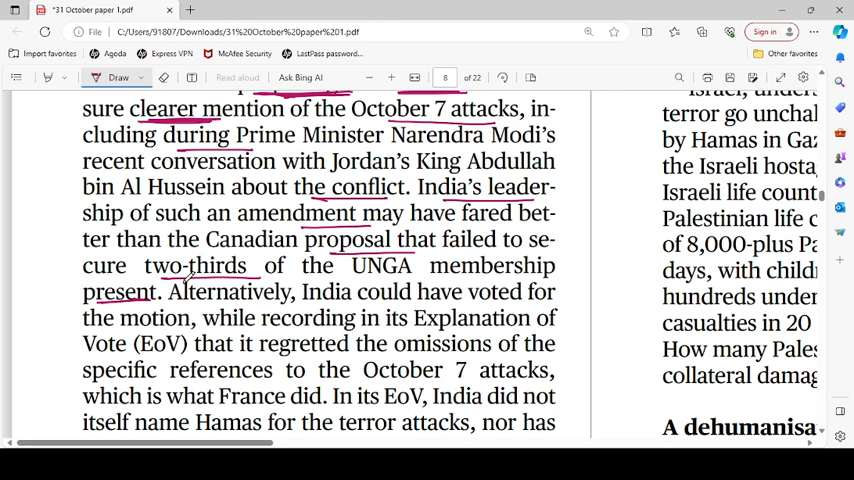 *31 October paper 1.pdf
File C:/Users/91807/Downloads/31%20October%20paper%201.pdf Sign in
Import favorites Agoda Express VPN McAfee Security LastPass password... Other favorites
Draw Read aloud Ask Bing AI 8 of 22
sure clearer mention of the October 7 attacks, in-
cluding during Prime Minister Narendra Modi's
recent conversation with Jordan's King Abdullah
bin Al Hussein about the conflict. India's leader-
ship of such an amendment may have fared bet-
ter than the Canadian proposal that failed to se-
cure two-thirds of the UNGA membership
present. Alternatively, India could have voted for
the motion, while recording in its Explanation of
Vote (EoV) that it regretted the omissions of the
specific references to the October 7 attacks,
which is what France did. In its EoV, India did not
itself name Hamas for the terror attacks, nor has
terror go unchal
by Hamas in Gaz
the Israeli hosta
Israeli life count
Palestinian life c
of 8,000-plus Pa
days, with child
hundreds under
casualties in 20
How many Pales
collateral damag
A dehumanisa